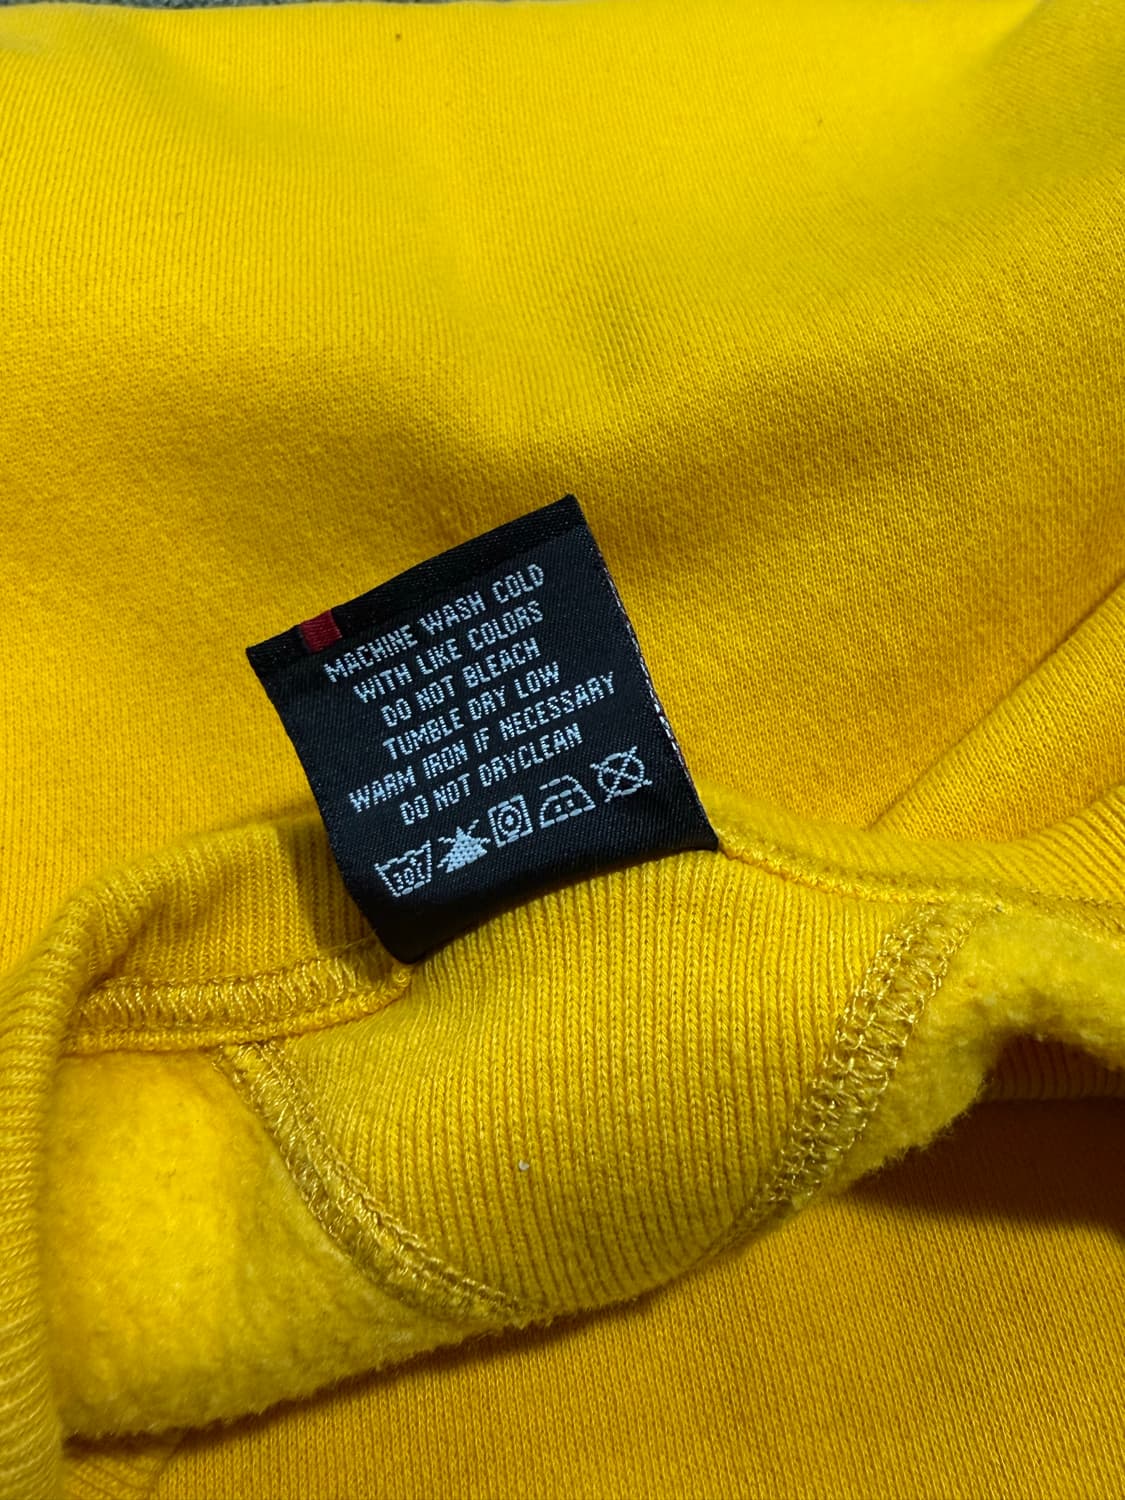 MACHINE WASH COLD
WITH LIKE COLORS
DO NOT BLEACH
TUMBLE DRY LOW
WARM IRON IF NECESSARY
DO NOT DRYCLEAN
30C